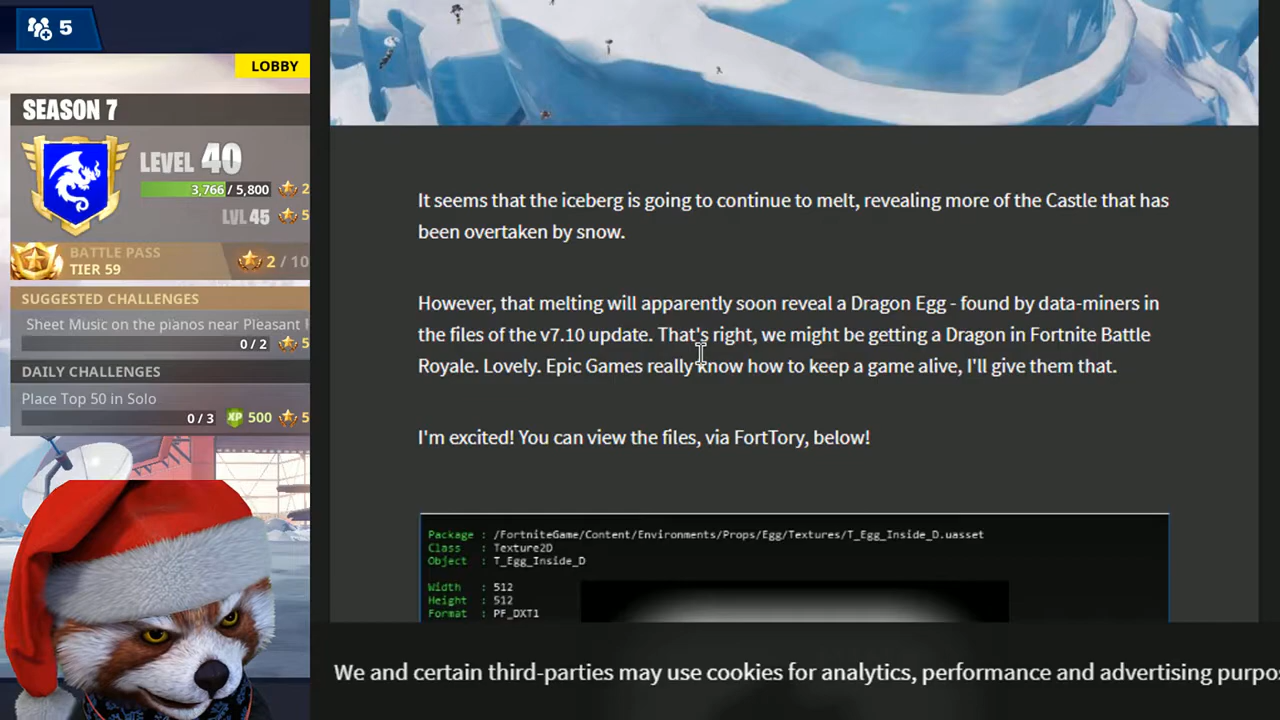 5
LOBBY
SEASON 7
LEVEL 40
3,766 / 5,800
2
LVL 45
5
BATTLE PASS
TIER 59
2 / 10
SUGGESTED CHALLENGES
Sheet Music on the pianos near Pleasant
0 / 2
5
DAILY CHALLENGES
Place Top 50 in Solo
0 / 3
XP 500
5
It seems that the iceberg is going to continue to melt, revealing more of the Castle that has
been overtaken by snow.
However, that melting will apparently soon reveal a Dragon Egg - found by data-miners in
the files of the v7.10 update. That's right, we might be getting a Dragon in Fortnite Battle
Royale. Lovely. Epic Games really know how to keep a game alive, I'll give them that.
I'm excited! You can view the files, via FortTory, below!
Package : /FortniteGame/Content/Environments/Props/Egg/Textures/T_Egg_Inside_D.uasset
Class : Texture2D
Object : T_Egg_Inside_D
Width : 512
Height : 512
Format : PF_DXT1
We and certain third-parties may use cookies for analytics, performance and advertising